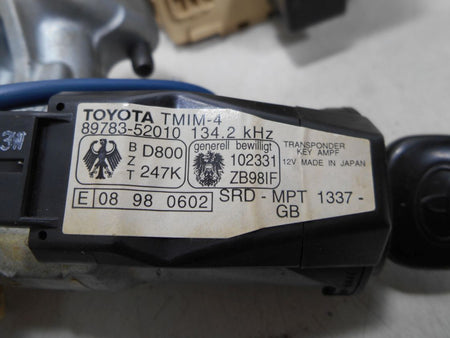 TOYOTA TMIM-4
89783-52010 134.2 kHz
B Z T D800 247K
generell bewilligt
102331
ZB98IF
TRANSPONDER
KEY AMPF
12V MADE IN JAPAN
E 08 98 0602
SRD - MPT 1337 -
GB
3W